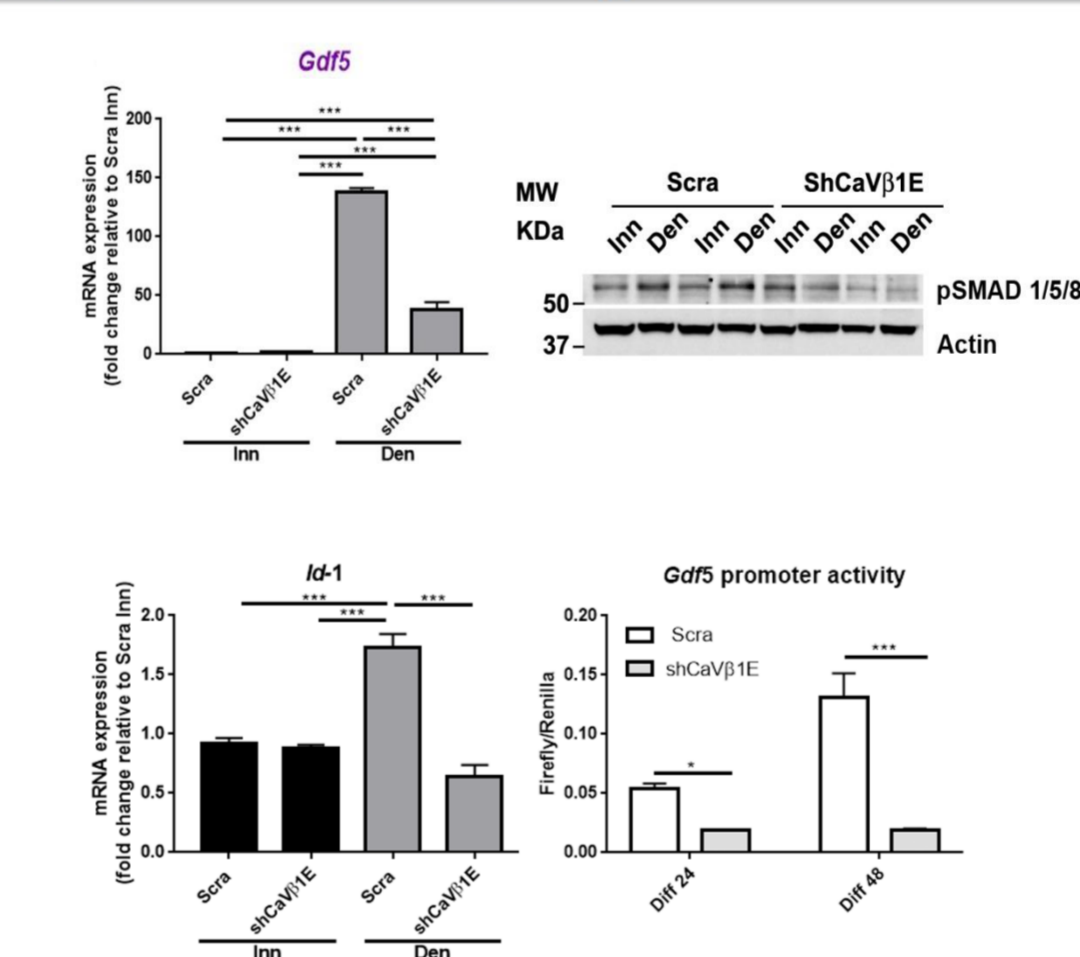 Gdf5
mRNA expression
(fold change relative to Scra Inn)
200
150
100
50
0
***
*** ***
***
***
Scra
shCaVβ1E
Scra
shCaVβ1E
Inn
Den
MW
KDa
Scra
ShCaVβ1E
Inn Den Inn Den Inn Den Inn Den
50
37
pSMAD 1/5/8
Actin
Id-1
mRNA expression
(fold change relative to Scra Inn)
2.0
1.5
1.0
0.5
0.0
*** ***
***
Scra
shCaVβ1E
Scra
shCaVβ1E
Inn
Den
Gdf5 promoter activity
Firefly/Renilla
0.20
0.15
0.10
0.05
0.00
Scra
shCaVβ1E
*
***
Diff 24
Diff 48